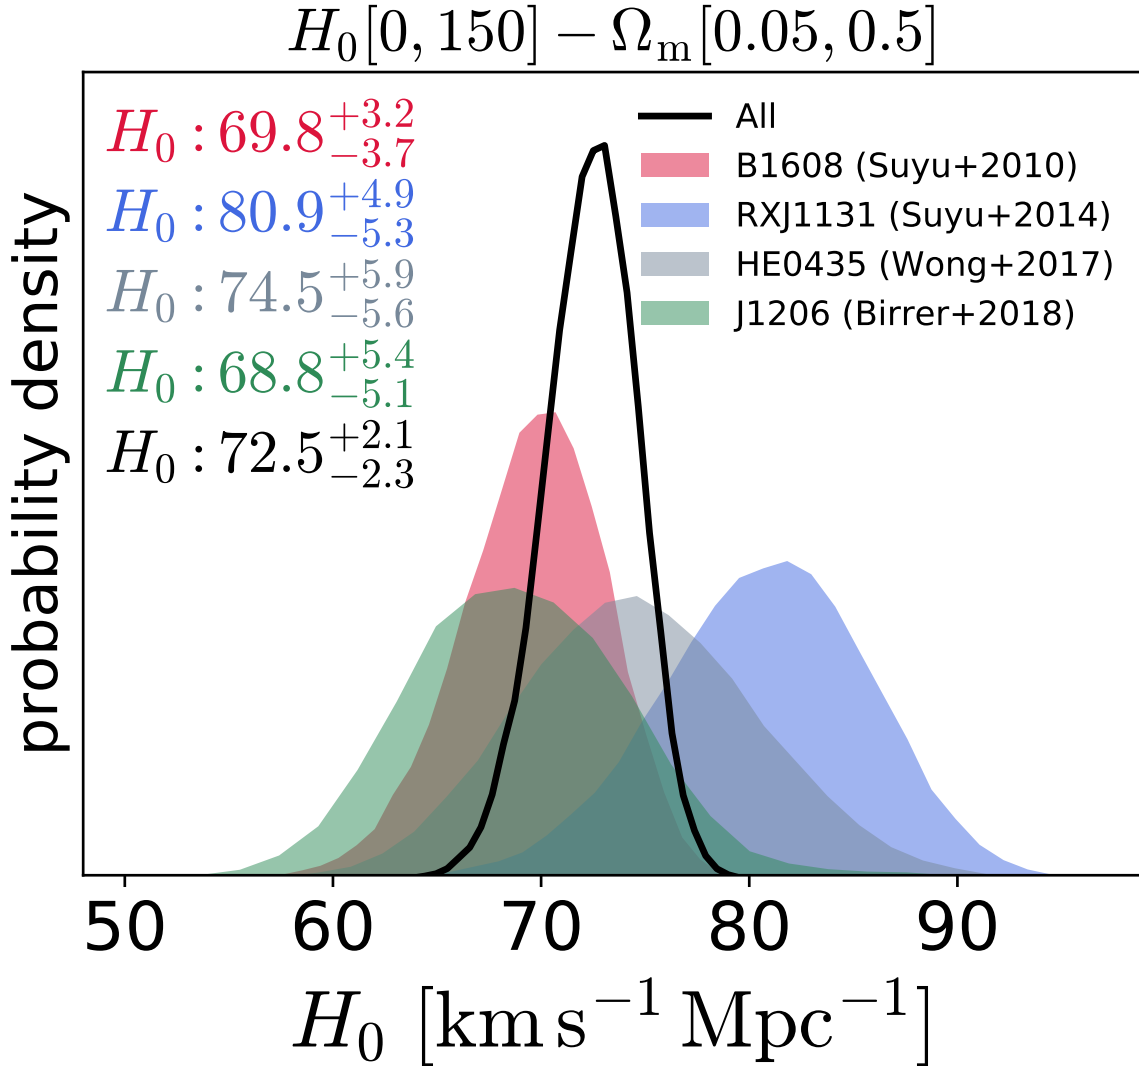 H₀[0, 150] − Ωₘ[0.05, 0.5]
H₀ : 69.8 +3.2 −3.7
H₀ : 80.9 +4.9 −5.3
H₀ : 74.5 +5.9 −5.6
H₀ : 68.8 +5.4 −5.1
H₀ : 72.5 +2.1 −2.3
All
B1608 (Suyu+2010)
RXJ1131 (Suyu+2014)
HE0435 (Wong+2017)
J1206 (Birrer+2018)
probability density
50 60 70 80 90
H₀ [km s⁻¹ Mpc⁻¹]